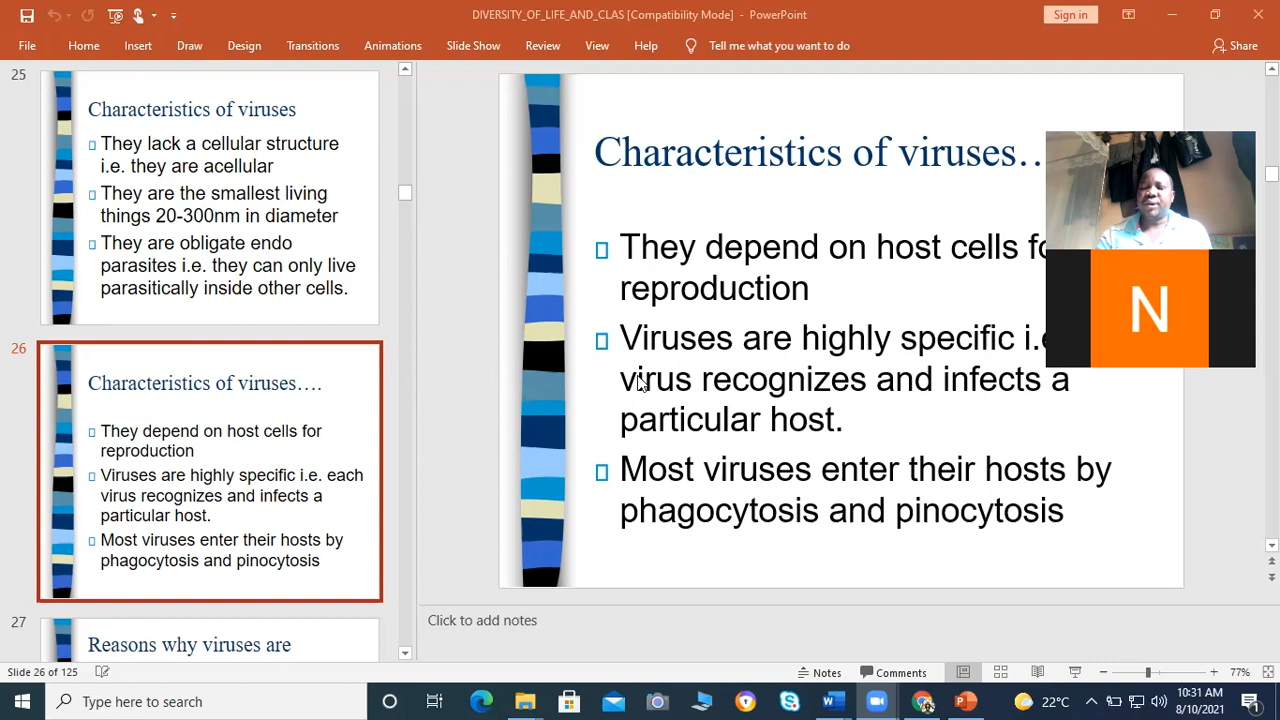 DIVERSITY_OF_LIFE_AND_CLAS [Compatibility Mode] - PowerPoint
Sign in
File Home Insert Draw Design Transitions Animations Slide Show Review View Help Tell me what you want to do Share
25
Characteristics of viruses
They lack a cellular structure
i.e. they are acellular
They are the smallest living
things 20-300nm in diameter
They are obligate endo
parasites i.e. they can only live
parasitically inside other cells.
26
Characteristics of viruses….
They depend on host cells for
reproduction
Viruses are highly specific i.e. each
virus recognizes and infects a
particular host.
Most viruses enter their hosts by
phagocytosis and pinocytosis
27
Reasons why viruses are
Characteristics of viruses…
They depend on host cells
reproduction
Viruses are highly specific
virus recognizes and infects a
particular host.
Most viruses enter their hosts by
phagocytosis and pinocytosis
N
Click to add notes
Slide 26 of 125
Notes Comments 77%
Type here to search
22°C
10:31 AM
8/10/2021
1